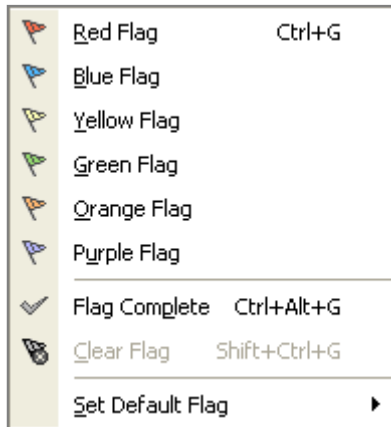 Red Flag Ctrl+G
Blue Flag
Yellow Flag
Green Flag
Orange Flag
Purple Flag
Flag Complete Ctrl+Alt+G
Clear Flag Shift+Ctrl+G
Set Default Flag